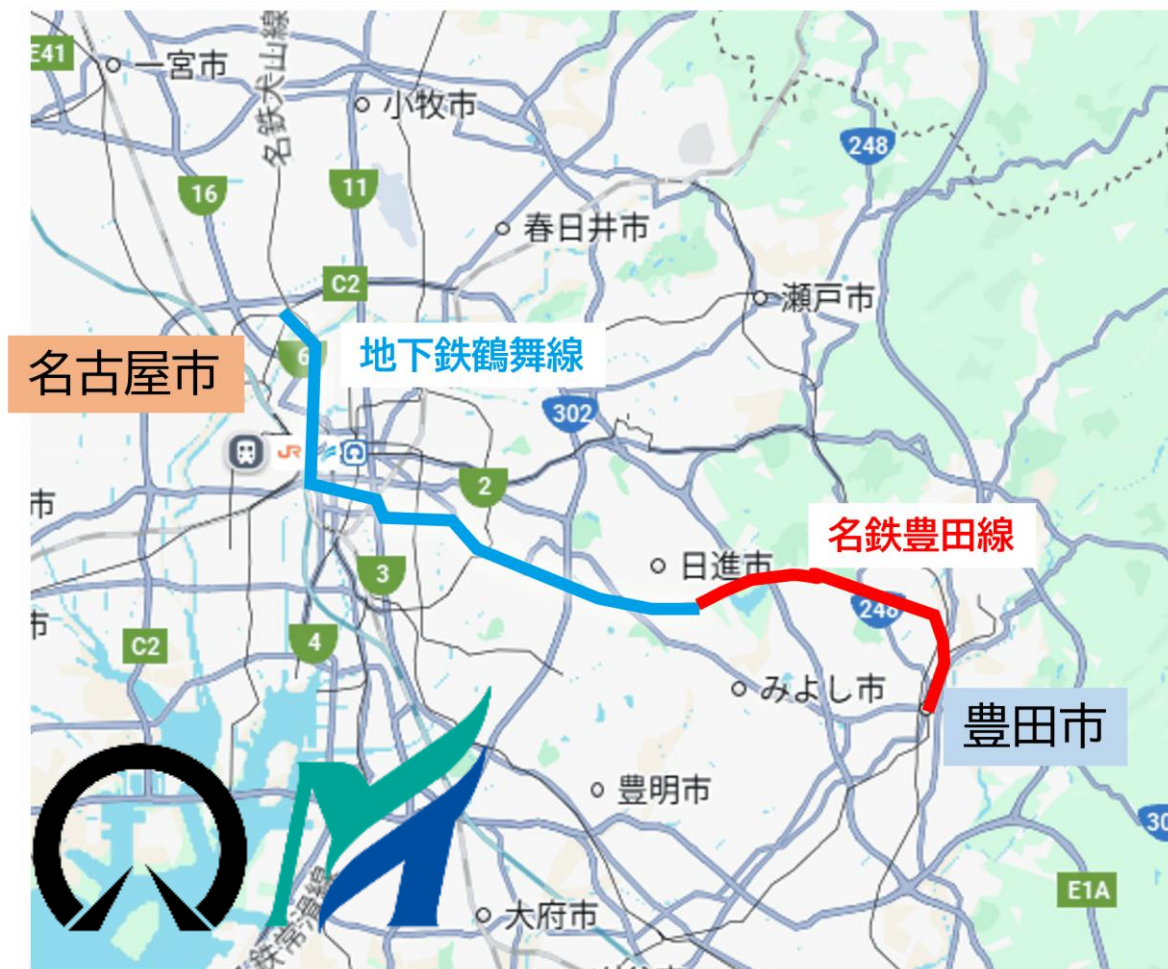 E41
一宮市
名鉄犬山線
小牧市
248
16
11
春日井市
C2
瀬戸市
6
地下鉄鶴舞線
名古屋市
302
JR
2
市
名鉄豊田線
日進市
3
248
市
C2
4
みよし市
豊田市
豊明市
30
E1A
大府市
鉄常滑線